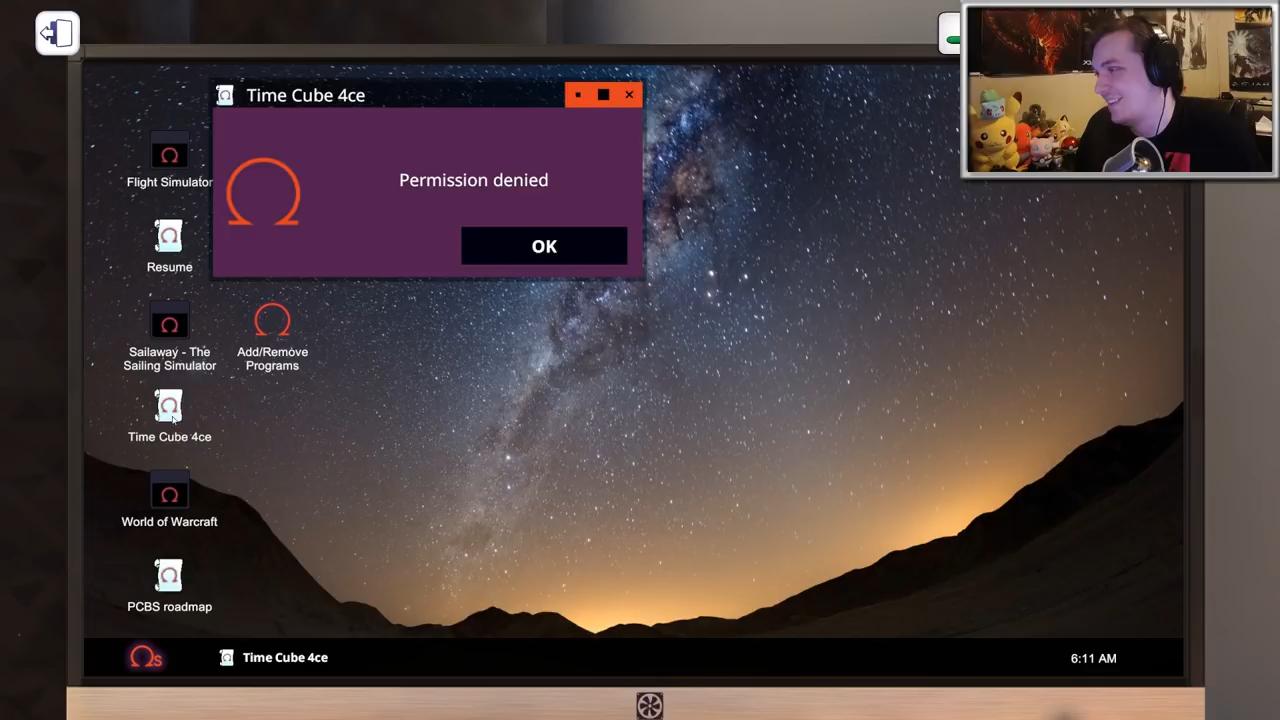 Time Cube 4ce
Permission denied
OK
Flight Simulator
Resume
Sailaway - The
Sailing Simulator
Add/Remove
Programs
Time Cube 4ce
World of Warcraft
PCBS roadmap
Ωs
Time Cube 4ce
6:11 AM